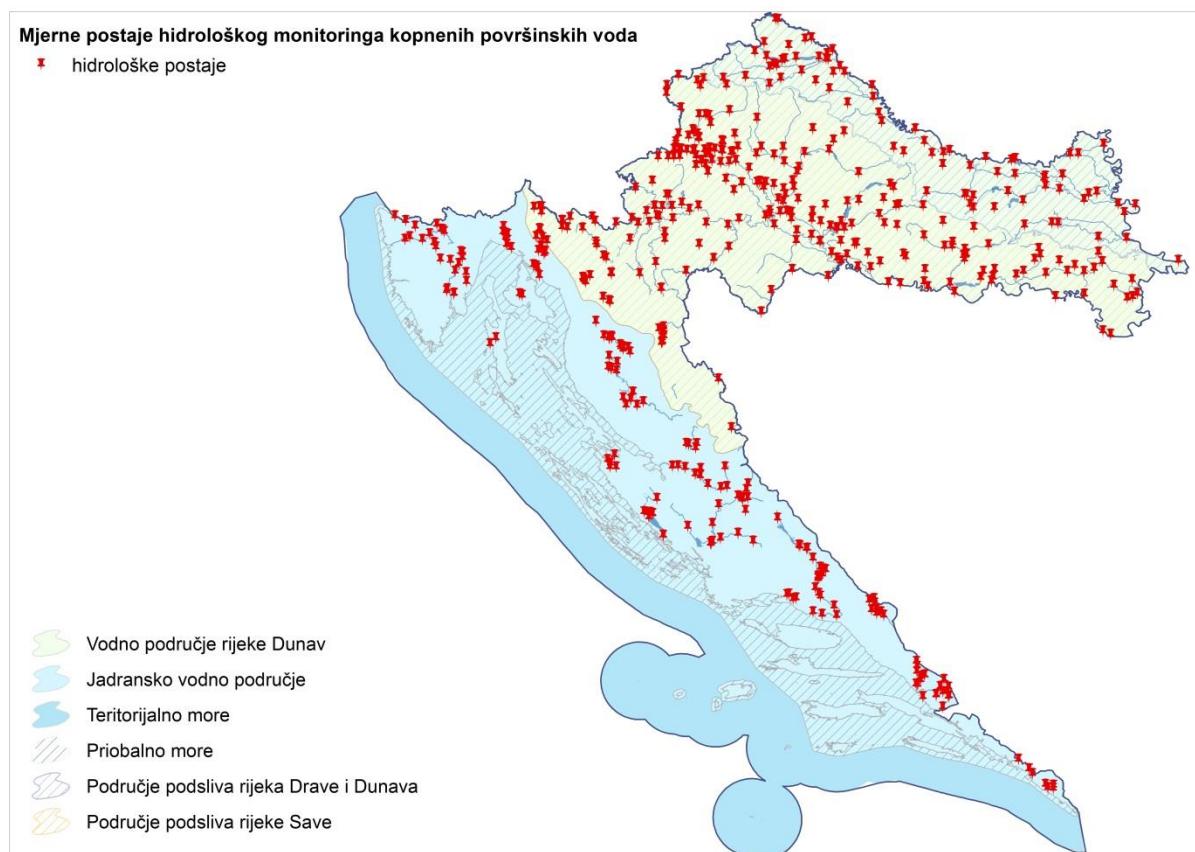 Mjerne postaje hidrološkog monitoringa kopnenih površinskih voda
hidrološke postaje
Vodno područje rijeke Dunav
Jadransko vodno područje
Teritorijalno more
Priobalno more
Područje podsliva rijeka Drave i Dunava
Područje podsliva rijeke Save